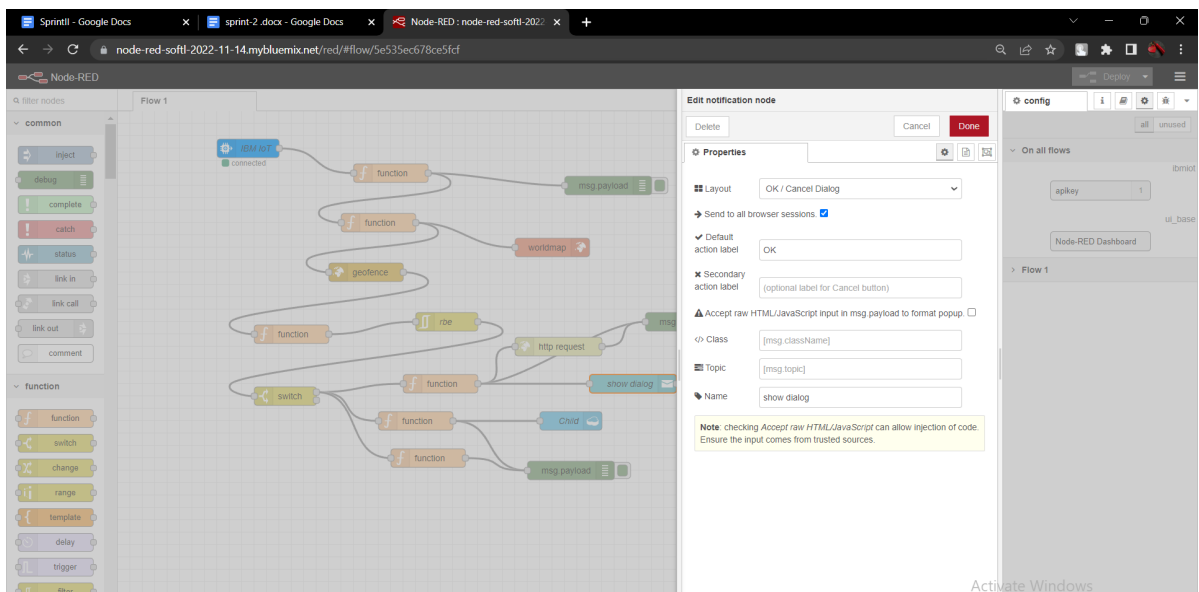 SprintII - Google Docs
sprint-2 .docx - Google Docs
Node-RED : node-red-softl-2022
node-red-softl-2022-11-14.mybluemix.net/red/#flow/5e535ec678ce5fcf
Node-RED
Deploy
filter nodes
common
inject
debug
complete
catch
status
link in
link call
link out
comment
function
function
switch
change
range
template
delay
trigger
filter
Flow 1
IBM IoT
connected
function
msg.payload
function
worldmap
geofence
function
rbe
msg
http request
switch
function
show dialog
function
Child
function
msg.payload
Edit notification node
Delete
Cancel
Done
Properties
Layout
OK / Cancel Dialog
Send to all browser sessions.
Default
action label
OK
Secondary
action label
(optional label for Cancel button)
Accept raw HTML/JavaScript input in msg.payload to format popup.
</> Class
[msg.className]
Topic
[msg.topic]
Name
show dialog
Note: checking Accept raw HTML/JavaScript can allow injection of code.
Ensure the input comes from trusted sources.
config
all
unused
On all flows
ibmiot
apikey
1
ui_base
Node-RED Dashboard
Flow 1
Activate Windows